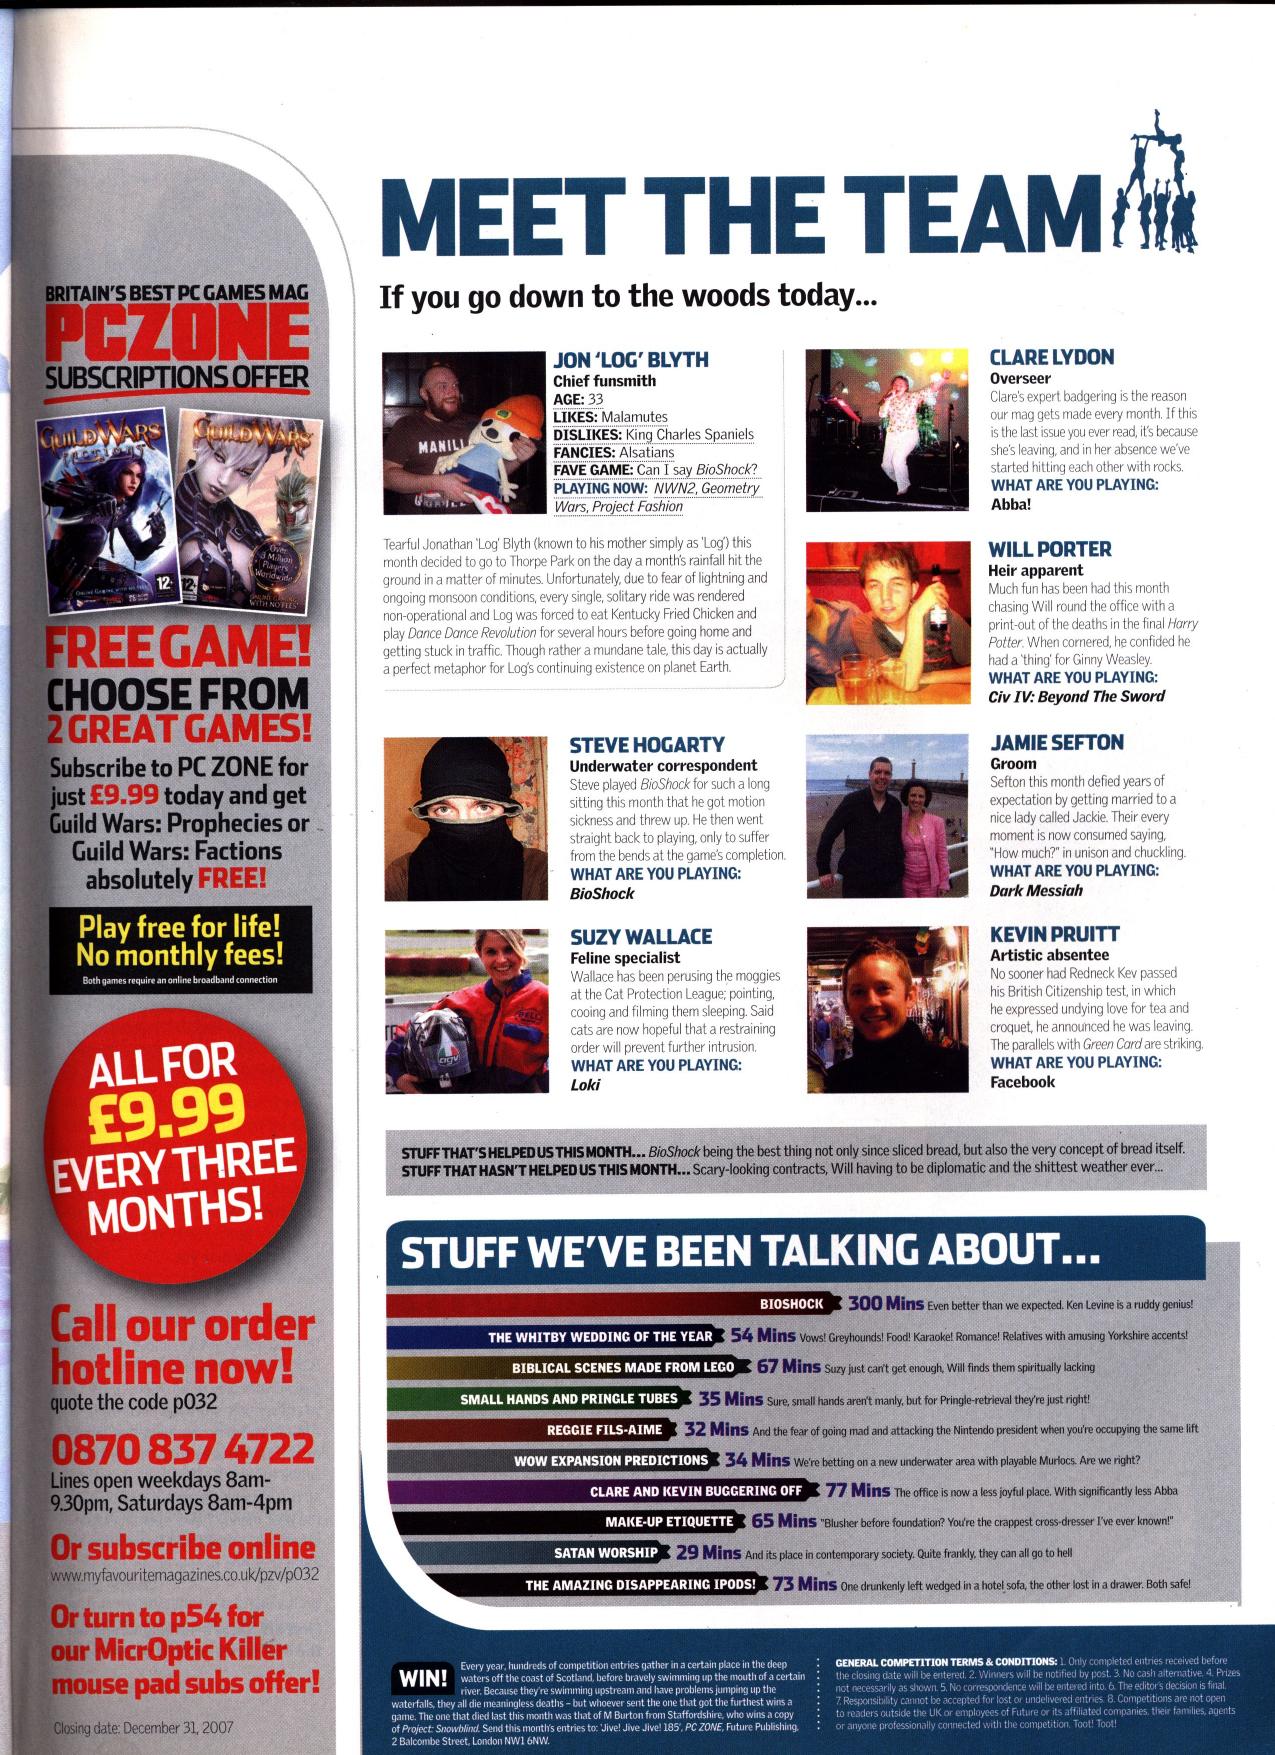 BRITAIN'S BEST PC GAMES MAG
PCZONE
SUBSCRIPTIONS OFFER
GUILD WARS
FACTIONS
GUILD WARS
Over
3 Million
Players
Worldwide
12+
12+
FREE GAME!
CHOOSE FROM
2 GREAT GAMES!
Subscribe to PC ZONE for
just £9.99 today and get
Guild Wars: Prophecies or
Guild Wars: Factions
absolutely FREE!
Play free for life!
No monthly fees!
Both games require an online broadband connection
ALL FOR
£9.99
EVERY THREE
MONTHS!
Call our order
hotline now!
quote the code p032
0870 837 4722
Lines open weekdays 8am-
9.30pm, Saturdays 8am-4pm
Or subscribe online
www.myfavouritemagazines.co.uk/pzv/p032
Or turn to p54 for
our MicrOptic Killer
mouse pad subs offer!
Closing date: December 31, 2007
MEET THE TEAM
If you go down to the woods today...
MANILL
JON 'LOG' BLYTH
Chief funsmith
AGE: 33
LIKES: Malamutes
DISLIKES: King Charles Spaniels
FANCIES: Alsatians
FAVE GAME: Can I say BioShock?
PLAYING NOW: NWN2, Geometry
Wars, Project Fashion
Tearful Jonathan 'Log' Blyth (known to his mother simply as 'Log') this
month decided to go to Thorpe Park on the day a month's rainfall hit the
ground in a matter of minutes. Unfortunately, due to fear of lightning and
ongoing monsoon conditions, every single, solitary ride was rendered
non-operational and Log was forced to eat Kentucky Fried Chicken and
play Dance Dance Revolution for several hours before going home and
getting stuck in traffic. Though rather a mundane tale, this day is actually
a perfect metaphor for Log's continuing existence on planet Earth.
CLARE LYDON
Overseer
Clare's expert badgering is the reason
our mag gets made every month. If this
is the last issue you ever read, it's because
she's leaving, and in her absence we've
started hitting each other with rocks.
WHAT ARE YOU PLAYING:
Abba!
WILL PORTER
Heir apparent
Much fun has been had this month
chasing Will round the office with a
print-out of the deaths in the final Harry
Potter. When cornered, he confided he
had a 'thing' for Ginny Weasley.
WHAT ARE YOU PLAYING:
Civ IV: Beyond The Sword
STEVE HOGARTY
Underwater correspondent
Steve played BioShock for such a long
sitting this month that he got motion
sickness and threw up. He then went
straight back to playing, only to suffer
from the bends at the game's completion.
WHAT ARE YOU PLAYING:
BioShock
JAMIE SEFTON
Groom
Sefton this month defied years of
expectation by getting married to a
nice lady called Jackie. Their every
moment is now consumed saying,
"How much?" in unison and chuckling.
WHAT ARE YOU PLAYING:
Dark Messiah
agv
SUZY WALLACE
Feline specialist
Wallace has been perusing the moggies
at the Cat Protection League; pointing,
cooing and filming them sleeping. Said
cats are now hopeful that a restraining
order will prevent further intrusion.
WHAT ARE YOU PLAYING:
Loki
KEVIN PRUITT
Artistic absentee
No sooner had Redneck Kev passed
his British Citizenship test, in which
he expressed undying love for tea and
croquet, he announced he was leaving.
The parallels with Green Card are striking.
WHAT ARE YOU PLAYING:
Facebook
STUFF THAT'S HELPED US THIS MONTH... BioShock being the best thing not only since sliced bread, but also the very concept of bread itself.
STUFF THAT HASN'T HELPED US THIS MONTH... Scary-looking contracts, Will having to be diplomatic and the shittest weather ever...
STUFF WE'VE BEEN TALKING ABOUT...
BIOSHOCK 300 Mins Even better than we expected. Ken Levine is a ruddy genius!
THE WHITBY WEDDING OF THE YEAR 54 Mins Vows! Greyhounds! Food! Karaoke! Romance! Relatives with amusing Yorkshire accents!
BIBLICAL SCENES MADE FROM LEGO 67 Mins Suzy just can't get enough, Will finds them spiritually lacking
SMALL HANDS AND PRINGLE TUBES 35 Mins Sure, small hands aren't manly, but for Pringle-retrieval they're just right!
REGGIE FILS-AIME 32 Mins And the fear of going mad and attacking the Nintendo president when you're occupying the same lift
WOW EXPANSION PREDICTIONS 34 Mins We're betting on a new underwater area with playable Murlocs. Are we right?
CLARE AND KEVIN BUGGERING OFF 77 Mins The office is now a less joyful place. With significantly less Abba
MAKE-UP ETIQUETTE 65 Mins "Blusher before foundation? You're the crappest cross-dresser I've ever known!"
SATAN WORSHIP 29 Mins And its place in contemporary society. Quite frankly, they can all go to hell
THE AMAZING DISAPPEARING IPODS! 73 Mins One drunkenly left wedged in a hotel sofa, the other lost in a drawer. Both safe!
WIN! Every year, hundreds of competition entries gather in a certain place in the deep
waters off the coast of Scotland, before bravely swimming up the mouth of a certain
river. Because they're swimming upstream and have problems jumping up the
waterfalls, they all die meaningless deaths – but whoever sent the one that got the furthest wins a
game. The one that died last this month was that of M Burton from Staffordshire, who wins a copy
of Project: Snowblind. Send this month's entries to: 'Jive! Jive Jive! 185', PC ZONE, Future Publishing,
2 Balcombe Street, London NW1 6NW.
GENERAL COMPETITION TERMS & CONDITIONS: 1. Only completed entries received before
the closing date will be entered. 2. Winners will be notified by post. 3. No cash alternative. 4. Prizes
not necessarily as shown. 5. No correspondence will be entered into. 6. The editor's decision is final.
7. Responsibility cannot be accepted for lost or undelivered entries. 8. Competitions are not open
to readers outside the UK or employees of Future or its affiliated companies, their families, agents
or anyone professionally connected with the competition. Toot! Toot!